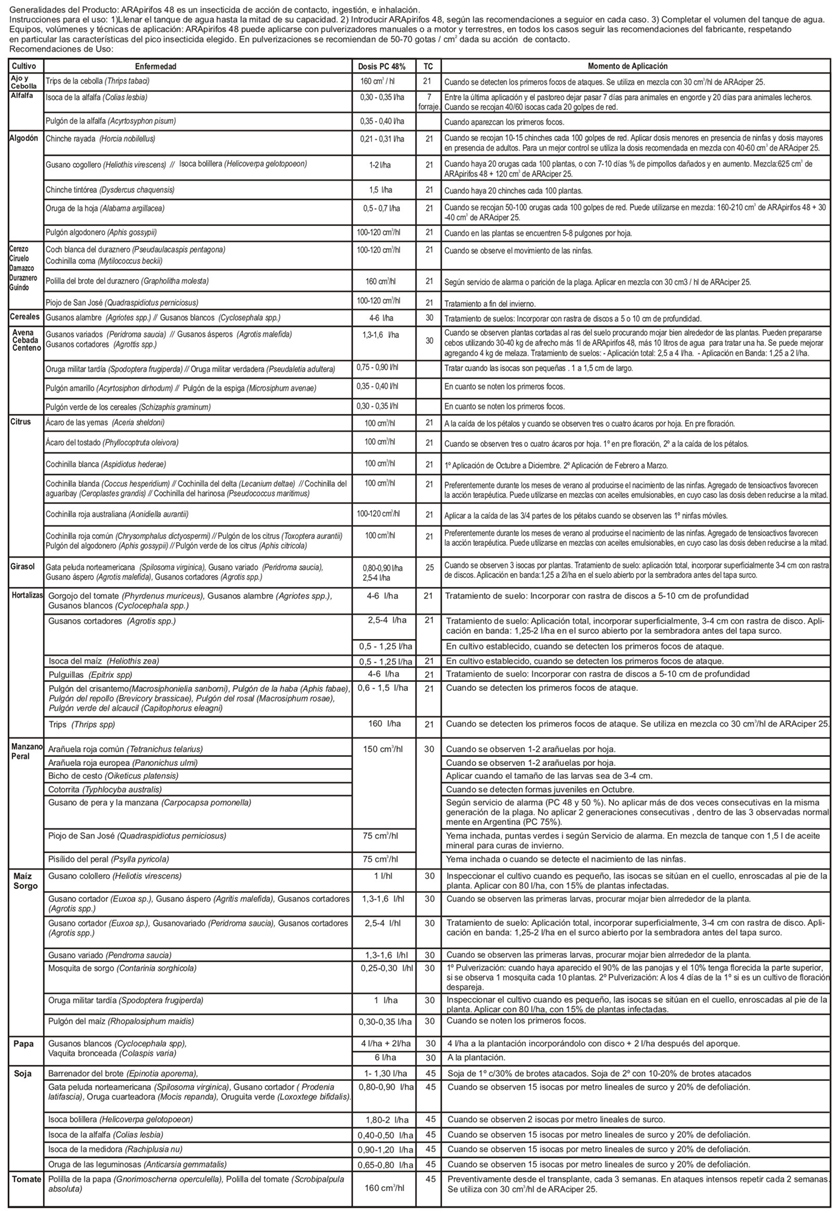 Generalidades del Producto: ARApirifos 48 es un insecticida de acción de contacto, ingestión, e inhalación.
Instrucciones para el uso: 1)Llenar el tanque de agua hasta la mitad de su capacidad. 2) Introducir ARApirifos 48, según las recomendaciones a seguior en cada caso. 3) Completar el volumen del tanque de agua.
Equipos, volúmenes y técnicas de aplicación: ARApirifos 48 puede aplicarse con pulverizadores manuales o a motor y terrestres, en todos los casos seguir las recomendaciones del fabricante, respetando
en particular las características del pico insecticida elegido. En pulverizaciones se recomiendan de 50-70 gotas / cm² dada su acción de contacto.
Recomendaciones de Uso:
Cultivo Enfermedad Dosis PC 48% TC Momento de Aplicación
Ajo y Cebolla Trips de la cebolla (Thrips tabaci) 160 cm³ / hl 21 Cuando se detecten los primeros focos de ataques. Se utiliza en mezcla con 30 cm³/hl de ARAciper 25.
Alfalfa Isoca de la alfalfa (Colias lesbia) 0,30 - 0,35 l/ha 7 forraje. Entre la última aplicación y el pastoreo dejar pasar 7 días para animales en engorde y 20 días para animales lecheros.
Cuando se recojan 40/60 isocas cada 20 golpes de red.
Pulgón de la alfalfa (Acyrtosyphon pisum) 0,35 - 0,40 l/ha Cuando aparezcan los primeros focos.
Algodón Chinche rayada (Horcia nobilellus) 0,21 - 0,31 l/ha 21 Cuando se recojan 10-15 chinches cada 100 golpes de red. Aplicar dosis menores en presencia de ninfas y dosis mayores
en presencia de adultos. Para un mejor control se utiliza la dosis recomendada en mezcla con 40-60 cm³ de ARAciper 25.
Gusano cogollero (Heliothis virescens) // Isoca bolillera (Helicoverpa gelotopoeon) 1-2 l/ha 21 Cuando haya 20 orugas cada 100 plantas, o con 7-10 días % de pimpollos dañados y en aumento. Mezcla:625 cm³ de
ARApirifos 48 + 120 cm³ de ARAciper 25.
Chinche tintórea (Dysdercus chaquensis) 1,5 l/ha 21 Cuando haya 20 chinches cada 100 plantas.
Oruga de la hoja (Alabama argillacea) 0,5 - 0,7 l/ha 21 Cuando se recojan 50-100 orugas cada 100 golpes de red. Puede utilizarse en mezcla: 160-210 cm³ de ARApirifos 48 + 30
-40 cm³ de ARAciper 25.
Pulgón algodonero (Aphis gossypii) 100-120 cm³/hl 21 Cuando en las plantas se encuentren 5-8 pulgones por hoja.
Cerezo Ciruelo Damazco Duraznero Guindo
Coch blanca del duraznero (Pseudaulacaspis pentagona)
Cochinilla coma (Mytilococcus beckii) 100-120 cm³/hl 21 Cuando se observe el movimiento de las ninfas.
Polilla del brote del duraznero (Grapholitha molesta) 160 cm³/hl 21 Según servicio de alarma o parición de la plaga. Aplicar en mezcla con 30 cm3 / hl de ARAciper 25.
Piojo de San José (Quadraspidiotus perniciosus) 100-120 cm³/hl 21 Tratamiento a fin del invierno.
Cereales Gusanos alambre (Agriotes spp.) // Gusanos blancos (Cyclosephala spp.) 4-6 l/ha 30 Tratamiento de suelos: Incorporar con rastra de discos a 5 o 10 cm de profundidad.
Avena Cebada Centeno
Gusanos variados (Peridroma saucia) // Gusanos ásperos (Agrotis malefida)
Gusanos cortadores (Agrottis spp.) 1,3-1,6 l/ha 30 Cuando se observen plantas cortadas al ras del suelo procurando mojar bien alrededor de las plantas. Pueden prepararse
cebos utilizando 30-40 kg de afrecho más 1l de ARApirifos 48, más 10 litros de agua para tratar una ha. Se puede mejorar
agregando 4 kg de melaza. Tratamiento de suelos: - Aplicación total: 2,5 a 4 l/ha. - Aplicación en Banda: 1,25 a 2 l/ha.
Oruga militar tardía (Spodoptera frugiperda) // Oruga militar verdadera (Pseudaletia adultera) 0,75 - 0,90 l/hl Tratar cuando las isocas son pequeñas . 1 a 1,5 cm de largo.
Pulgón amarillo (Acyrtosiphon dirhodum) // Pulgón de la espiga (Microsiphum avenae) 0,35 - 0,40 l/hl En cuanto se noten los primeros focos.
Pulgón verde de los cereales (Schizaphis graminum) 0,30 - 0,35 l/hl En cuanto se noten los primeros focos.
Citrus Ácaro de las yemas (Aceria sheldoni) 100 cm³/hl 21 A la caída de los pétalos y cuando se observen tres o cuatro ácaros por hoja. En pre floración.
Ácaro del tostado (Phyllocoptruta oleivora) 100 cm³/hl 21 Cuando se observen tres o cuatro ácaros por hoja. 1º en pre floración, 2º a la caída de los pétalos.
Cochinilla blanca (Aspidiotus hederae) 100 cm³/hl 21 1º Aplicación de Octubre a Diciembre. 2º Aplicación de Febrero a Marzo.
Cochinilla blanda (Coccus hesperidium) // Cochinilla del delta (Lecanium deltae) // Cochinilla del
aguaribay (Ceroplastes grandis) // Cochinilla del harinosa (Pseudococcus maritimus) 100 cm³/hl 21 Preferentemente durante los meses de verano al producirse el nacimiento de las ninfas. Agregado de tensioactivos favorecen
la acción terapéutica. Puede utilizarse en mezclas con aceites emulsionables, en cuyo caso las dosis deben reducirse a la mitad.
Cochinilla roja australiana (Aonidiella aurantii) 100-120 cm³/hl 21 Aplicar a la caída de las 3/4 partes de los pétalos cuando se observen las 1º ninfas móviles.
Cochinilla roja común (Chrysomphalus dictyospermi) // Pulgón de los citrus (Toxoptera aurantii)
Pulgón del algodonero (Aphis gossypii) // Pulgón verde de los citrus (Aphis citricola) 100 cm³/hl 21 Preferentemente durante los meses de verano al producirse el nacimiento de las ninfas. Agregado de tensioactivos favorecen
la acción terapéutica. Puede utilizarse en mezclas con aceites emulsionables, en cuyo caso las dosis deben reducirse a la mitad.
Girasol Gata peluda norteamericana (Spilosoma virginica), Gusano variado (Peridroma saucia),
Gusano áspero (Agrotis malefida), Gusanos cortadores (Agrotis spp.) 0,80-0,90 l/ha
2,5-4 l/ha 25 Cuando se observen 3 isocas por plantas. Tratamiento de suelo: aplicación total, incorporar superficialmente 3-4 cm con rastra
de discos. Aplicación en banda:1,25 a 2l/ha en el suelo abierto por la sembradora antes del tapa surco.
Hortalizas Gorgojo del tomate (Phyrdenus muriceus), Gusanos alambre (Agriotes spp.),
Gusanos blancos (Cyclocephala spp.) 4-6 l/ha 21 Tratamiento de suelo: Incorporar con rastra de discos a 5-10 cm de profundidad
Gusanos cortadores (Agrotis spp.) 2,5-4 l/ha 21 Tratamiento de suelo: Aplicación total, incorporar superficialmente, 3-4 cm con rastra de disco. Apli-
cación en banda: 1,25-2 l/ha en el surco abierto por la sembradora antes del tapa surco.
0,5 - 1,25 l/ha En cultivo establecido, cuando se detecten los primeros focos de ataque.
Isoca del maíz (Heliothis zea) 0,5 - 1,25 l/ha 21 En cultivo establecido, cuando se detecten los primeros focos de ataque.
Pulguillas (Epitrix spp) 4-6 l/ha 21 Tratamiento de suelo: Incorporar con rastra de discos a 5-10 cm de profundidad
Pulgón del crisantemo(Macrosiphonielia sanborni), Pulgón de la haba (Aphis fabae),
Pulgón del repollo (Brevicory brassicae), Pulgón del rosal (Macrosiphum rosae),
Pulgón verde del alcaucil (Capitophorus eleagni) 0,6 - 1,5 l/ha 21 Cuando se detecten los primeros focos de ataque.
Trips (Thrips spp) 160 l/ha 21 Cuando se detecten los primeros focos de ataque. Se utiliza en mezcla co 30 cm³/hl de ARAciper 25.
Manzano Peral Arañuela roja común (Tetranichus telarius) 150 cm³/hl 30 Cuando se observen 1-2 arañuelas por hoja.
Arañuela roja europea (Panonichus ulmi) Cuando se observen 1-2 arañuelas por hoja.
Bicho de cesto (Oiketicus platensis) Aplicar cuando el tamaño de las larvas sea de 3-4 cm.
Cotorrita (Typhlocyba australis) Cuando se detecten formas juveniles en Octubre.
Gusano de pera y la manzana (Carpocapsa pomonella) Según servicio de alarma (PC 48 y 50 %). No aplicar más de dos veces consecutivas en la misma
generación de la plaga. No aplicar 2 generaciones consecutivas , dentro de las 3 observadas normal
mente en Argentina (PC 75%).
Piojo de San José (Quadraspidiotus perniciosus) 75 cm³/hl Yema inchada, puntas verdes i según Servicio de alarma. En mezcla de tanque con 1,5 l de aceite
mineral para curas de invierno.
Pisílido del peral (Psylla pyricola) 75 cm³/hl Yema inchada o cuando se detecte el nacimiento de las ninfas.
Maíz Sorgo Gusano colollero (Heliotis virescens) 1 l/hl 30 Inspeccionar el cultivo cuando es pequeño, las isocas se sitúan en el cuello, enroscadas al pie de la
planta. Aplicar con 80 l/ha, con 15% de plantas infectadas.
Gusano cortador (Euxoa sp.), Gusano áspero (Agritis malefida), Gusanos cortadores
(Agrotis spp.) 1,3-1,6 l/hl 30 Cuando se observen las primeras larvas, procurar mojar bien alrrededor de la planta.
Gusano cortador (Euxoa sp.), Gusanovariado (Peridroma saucia), Gusanos cortadores
(Agrotis spp.) 2,5-4 l/hl 30 Tratamiento de suelo: Aplicación total, incorporar superficialmente, 3-4 cm con rastra de disco. Apli-
cación en banda: 1,25-2 l/ha en el surco abierto por la sembradora antes del tapa surco.
Gusano variado (Pendroma saucia) 1,3-1,6 l/hl 30 Cuando se observen las primeras larvas, procurar mojar bien alrrededor de la planta.
Mosquita de sorgo (Contarinia sorghicola) 0,25-0,30 l/hl 30 1º Pulverización: cuando haya aparecido el 90% de las panojas y el 10% tenga florecida la parte superior,
si se observa 1 mosquita cada 10 plantas. 2º Pulverización: A los 4 días de la 1º si es un cultivo de floración
despareja.
Oruga militar tardía (Spodoptera frugiperda) 1 l/ha 30 Inspeccionar el cultivo cuando es pequeño, las isocas se sitúan en el cuello, enroscadas al pie de la
planta. Aplicar con 80 l/ha, con 15% de plantas infectadas.
Pulgón del maíz (Rhopalosiphum maidis) 0,30-0,35 l/ha 30 Cuando se noten los primeros focos.
Papa Gusanos blancos (Cyclocephala spp),
Vaquita bronceada (Colaspis varia) 4 l/ha + 2l/ha 30 4 l/ha a la plantación incorporándolo con disco + 2 l/ha después del aporque.
6 l/ha 30 A la plantación.
Soja Barrenador del brote (Epinotia aporema), 1- 1,30 l/ha 45 Soja de 1º c/30% de brotes atacados. Soja de 2º con 10-20% de brotes atacados
Gata peluda norteamericana (Spilosoma virginica), Gusano cortador ( Prodenia
latifascia), Oruga cuarteadora (Mocis repanda), Oruguita verde (Loxoxtege bifidalis). 0,80-0,90 l/ha 45 Cuando se observen 15 isocas por metro lineales de surco y 20% de defoliación.
Isoca bolillera (Helicoverpa gelotopoeon) 1,80-2 l/ha 45 Cuando se observen 2 isocas por metro lineales de surco.
Isoca de la alfalfa (Colias lesbia) 0,40-0,50 l/ha 45 Cuando se observen 15 isocas por metro lineales de surco y 20% de defoliación.
Isoca de la medidora (Rachiplusia nu) 0,90-1,20 l/ha 45 Cuando se observen 15 isocas por metro lineales de surco y 20% de defoliación.
Oruga de las leguminosas (Anticarsia gemmatalis) 0,65-0,80 l/ha 45 Cuando se observen 15 isocas por metro lineales de surco y 20% de defoliación.
Tomate Polilla de la papa (Gnorimoscherna operculella), Polilla del tomate (Scrobipalpula
absoluta) 160 cm³/hl 45 Preventivamente desde el transplante, cada 3 semanas. En ataques intensos repetir cada 2 semanas.
Se utiliza con 30 cm³/hl de ARAciper 25.